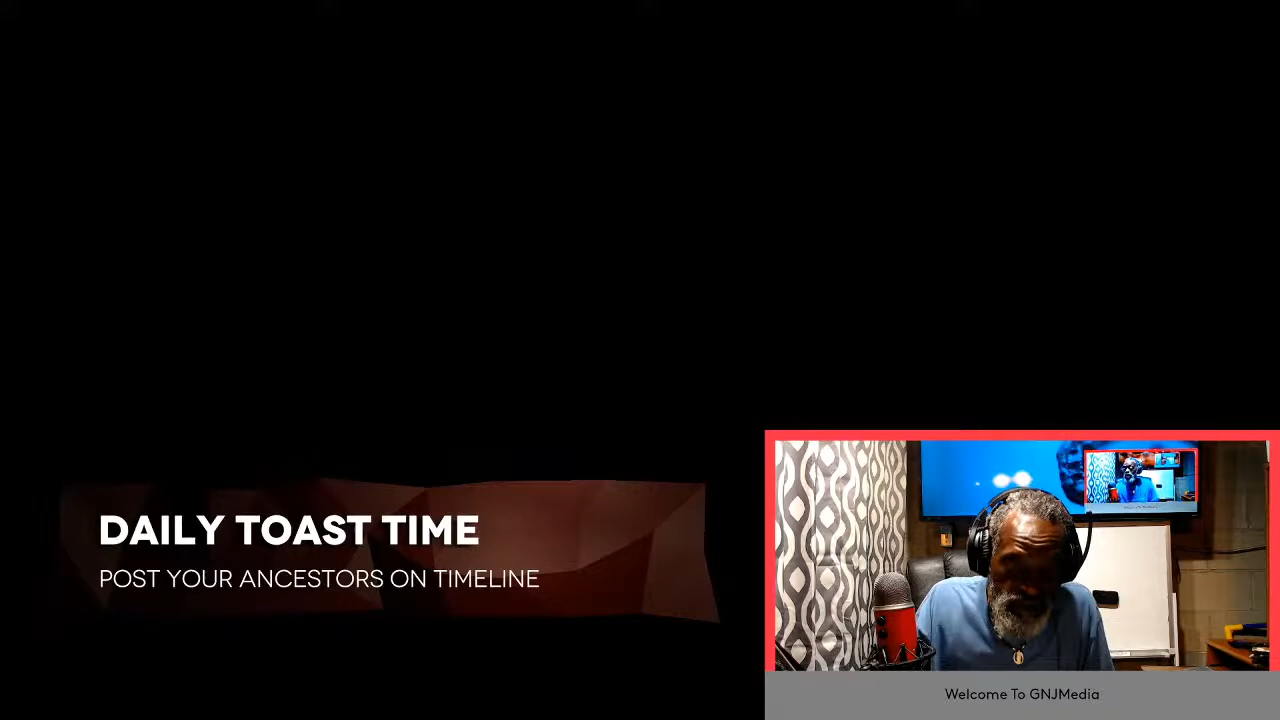 DAILY TOAST TIME
POST YOUR ANCESTORS ON TIMELINE
Welcome To GNJMedia